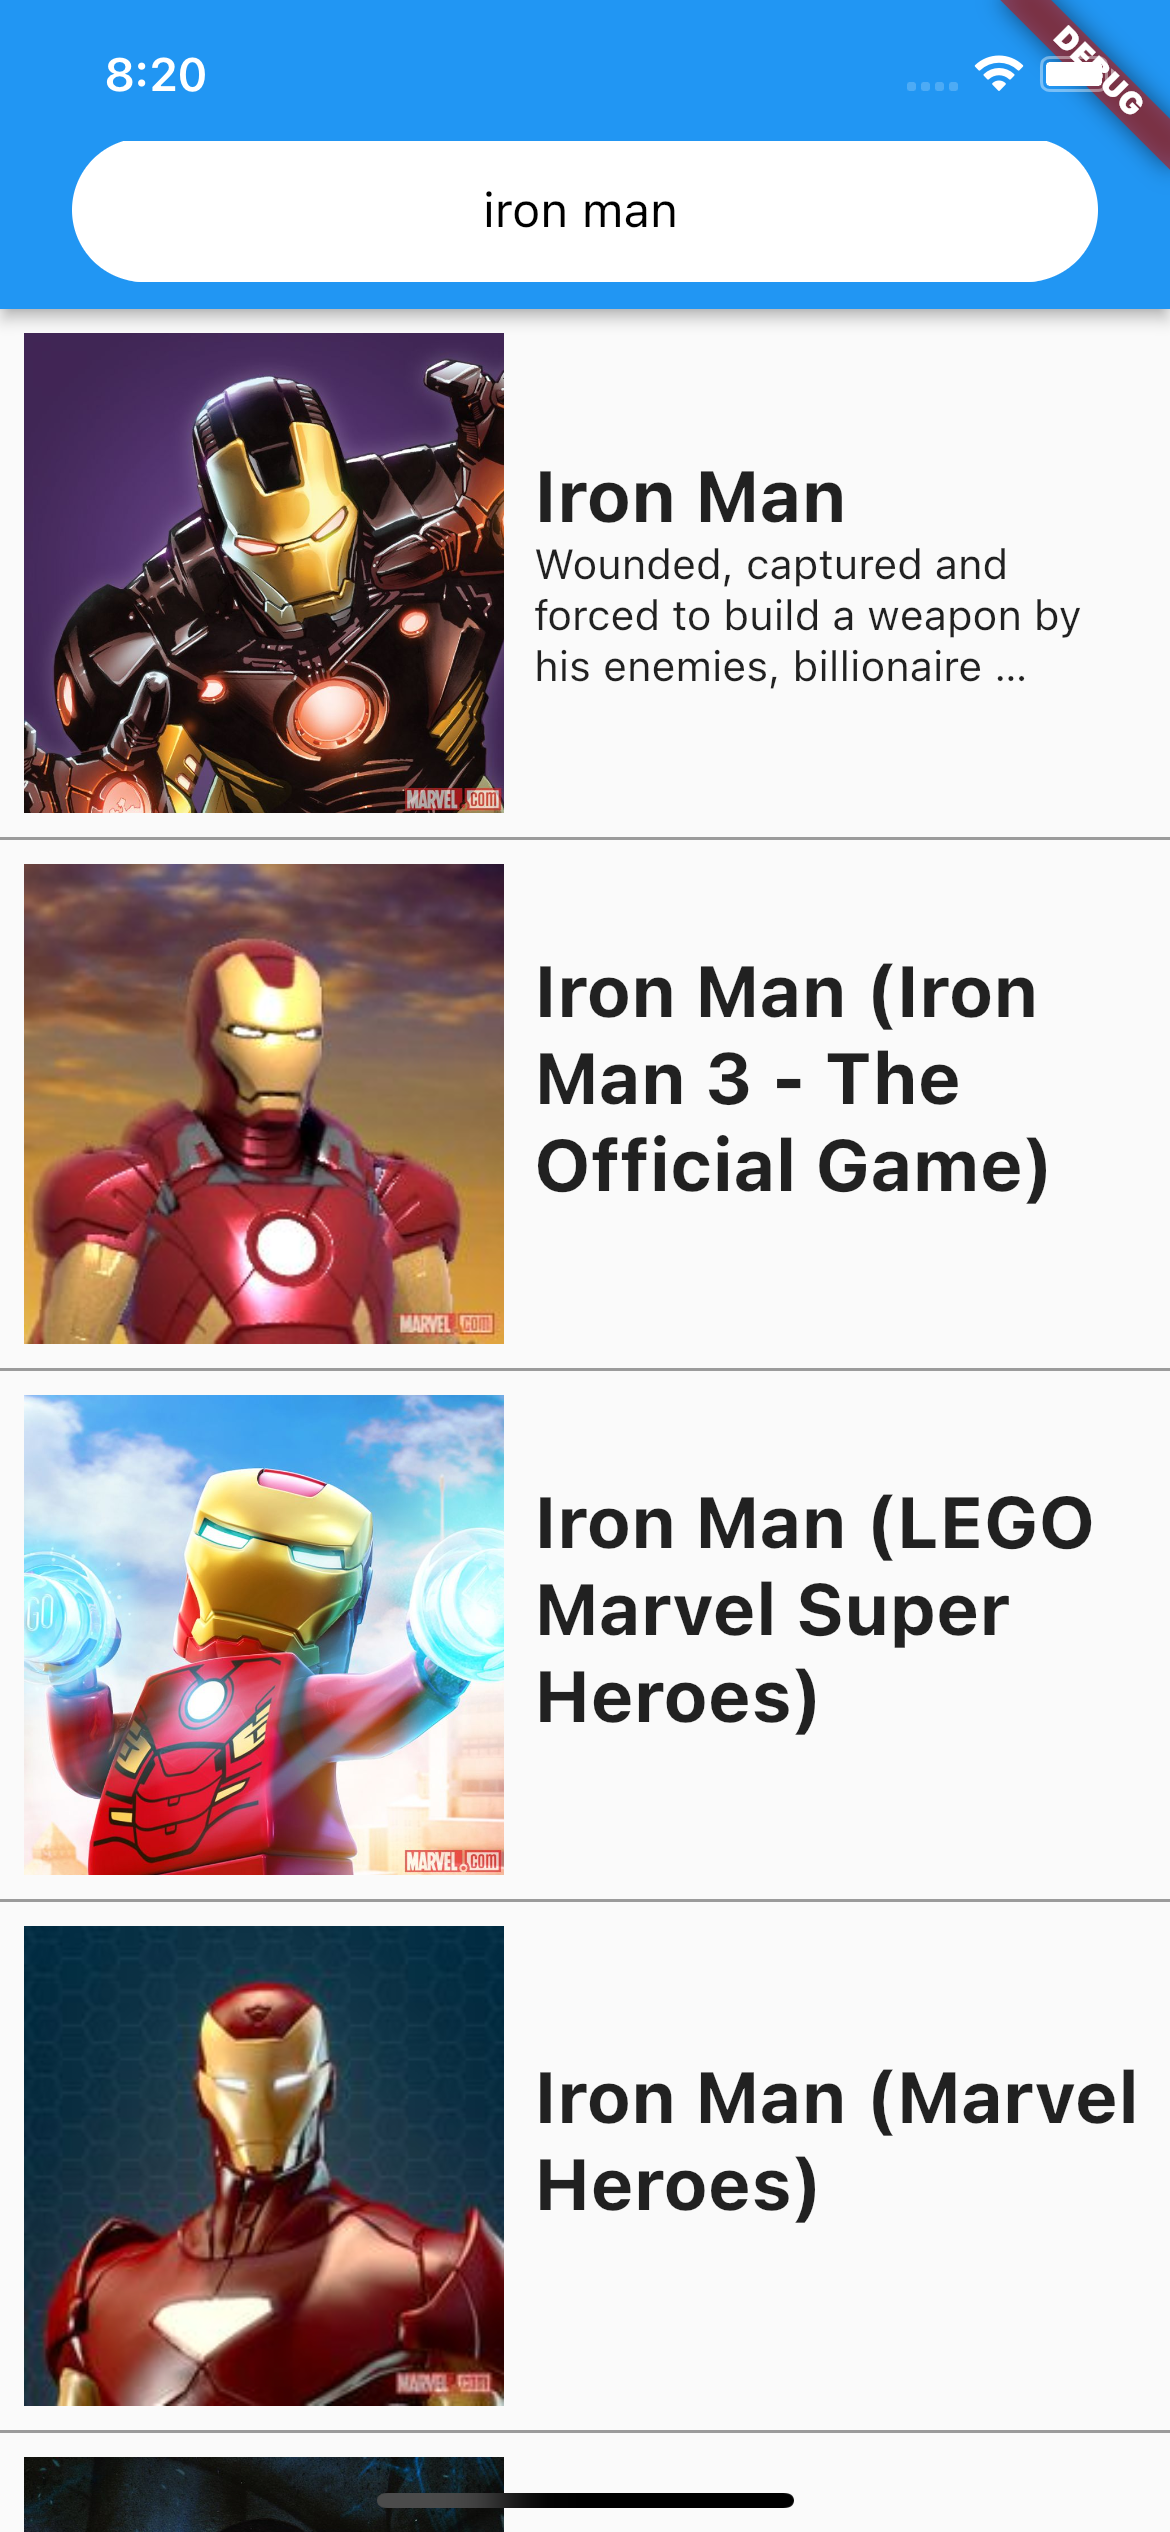 8:20
DEBUG
iron man
Iron Man
Wounded, captured and
forced to build a weapon by
his enemies, billionaire ...
MARVEL.com
Iron Man (Iron
Man 3 - The
Official Game)
MARVEL.com
GO
Iron Man (LEGO
Marvel Super
Heroes)
MARVEL.com
Iron Man (Marvel
Heroes)
MARVEL.com